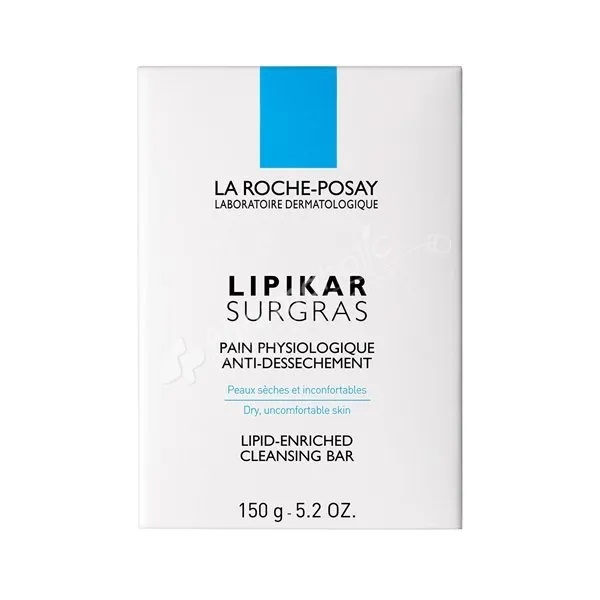 LA ROCHE-POSAY
LABORATOIRE DERMATOLOGIQUE
LIPIKAR
SURGRAS
PAIN PHYSIOLOGIQUE
ANTI-DESSECHEMENT
Peaux sèches et inconfortables
Dry, uncomfortable skin
LIPID-ENRICHED
CLEANSING BAR
150 g - 5.2 OZ.